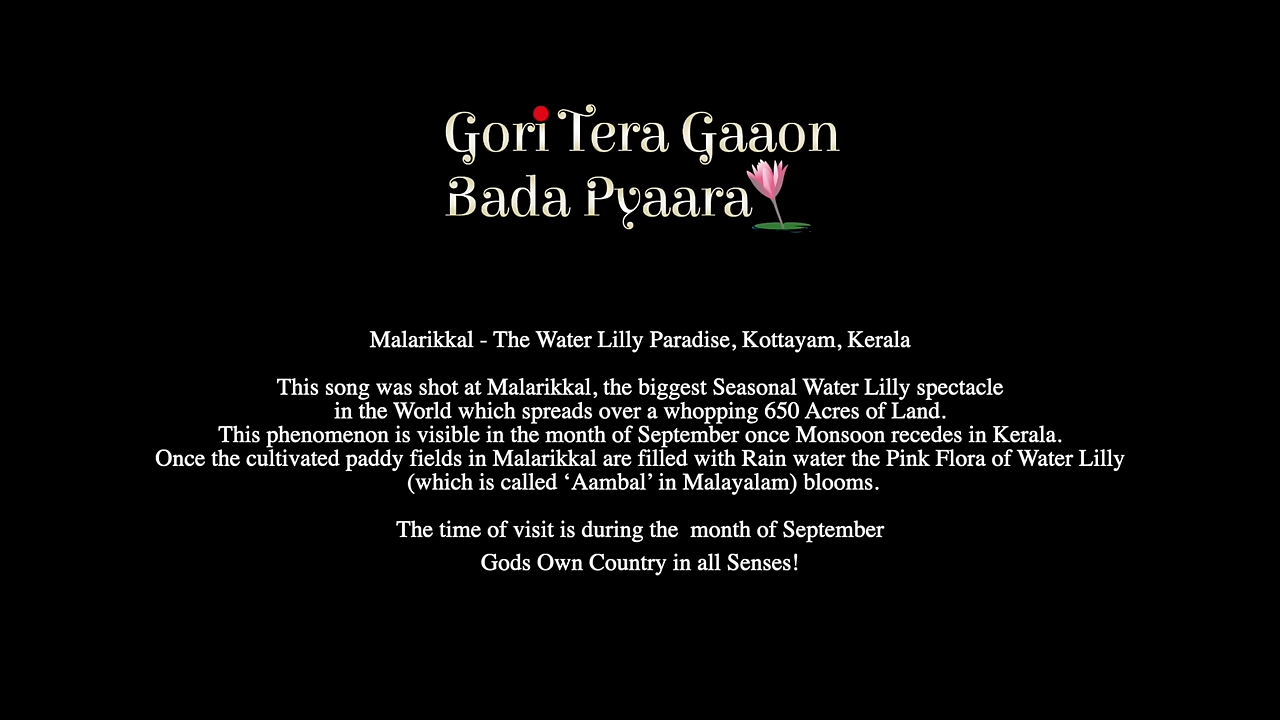 Gori Tera Gaaon
Bada Pyaara
Malarikkal - The Water Lilly Paradise, Kottayam, Kerala
This song was shot at Malarikkal, the biggest Seasonal Water Lilly spectacle
in the World which spreads over a whopping 650 Acres of Land.
This phenomenon is visible in the month of September once Monsoon recedes in Kerala.
Once the cultivated paddy fields in Malarikkal are filled with Rain water the Pink Flora of Water Lilly
(which is called ‘Aambal’ in Malayalam) blooms.
The time of visit is during the  month of September
Gods Own Country in all Senses!